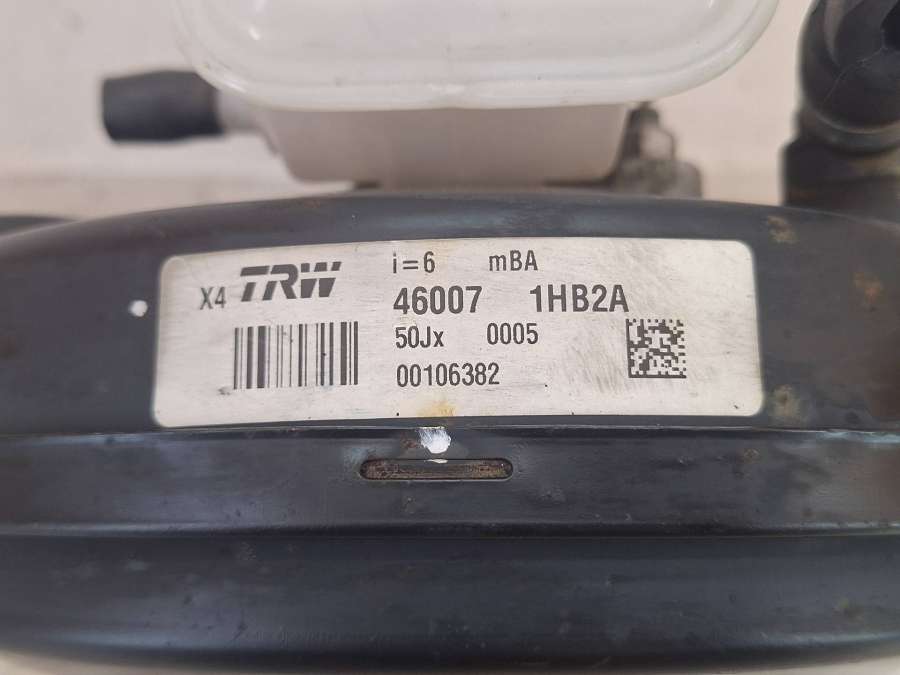 X4 TRW i=6 mBA
46007 1HB2A
50Jx 0005
00106382